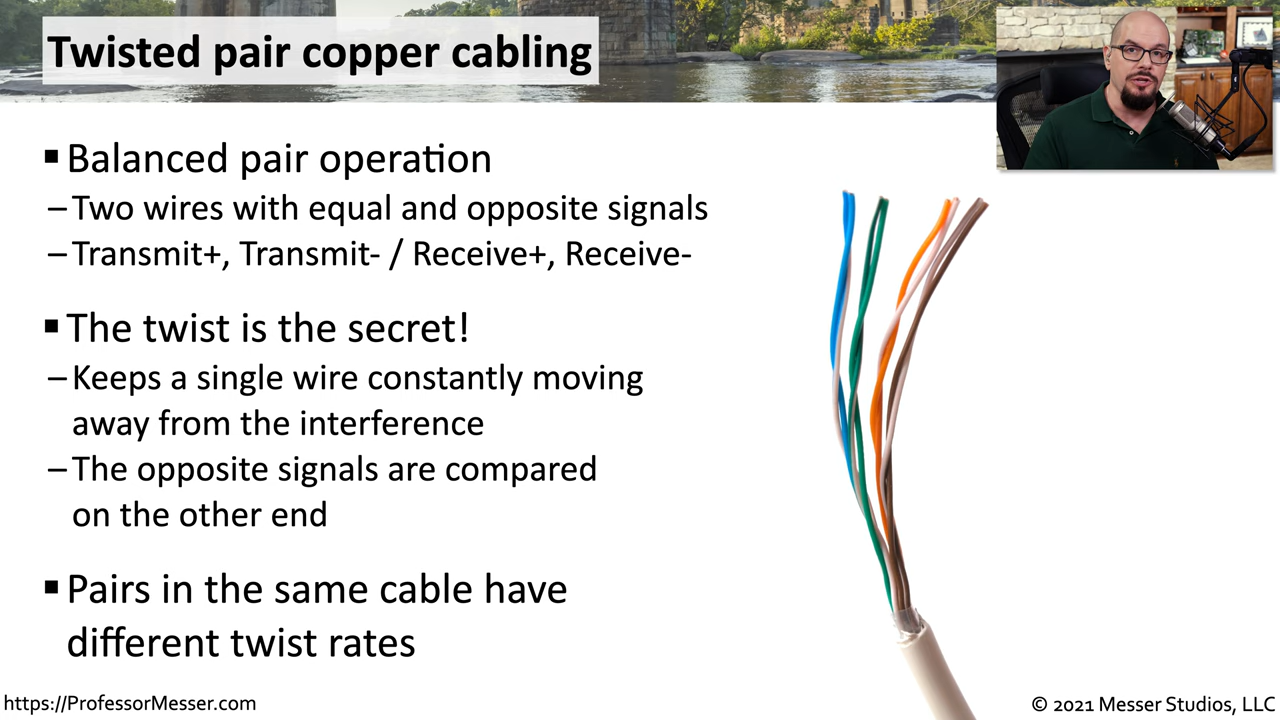 Twisted pair copper cabling
▪ Balanced pair operation
– Two wires with equal and opposite signals
– Transmit+, Transmit- / Receive+, Receive-
▪ The twist is the secret!
– Keeps a single wire constantly moving
away from the interference
– The opposite signals are compared
on the other end
▪ Pairs in the same cable have
different twist rates
https://ProfessorMesser.com
© 2021 Messer Studios, LLC